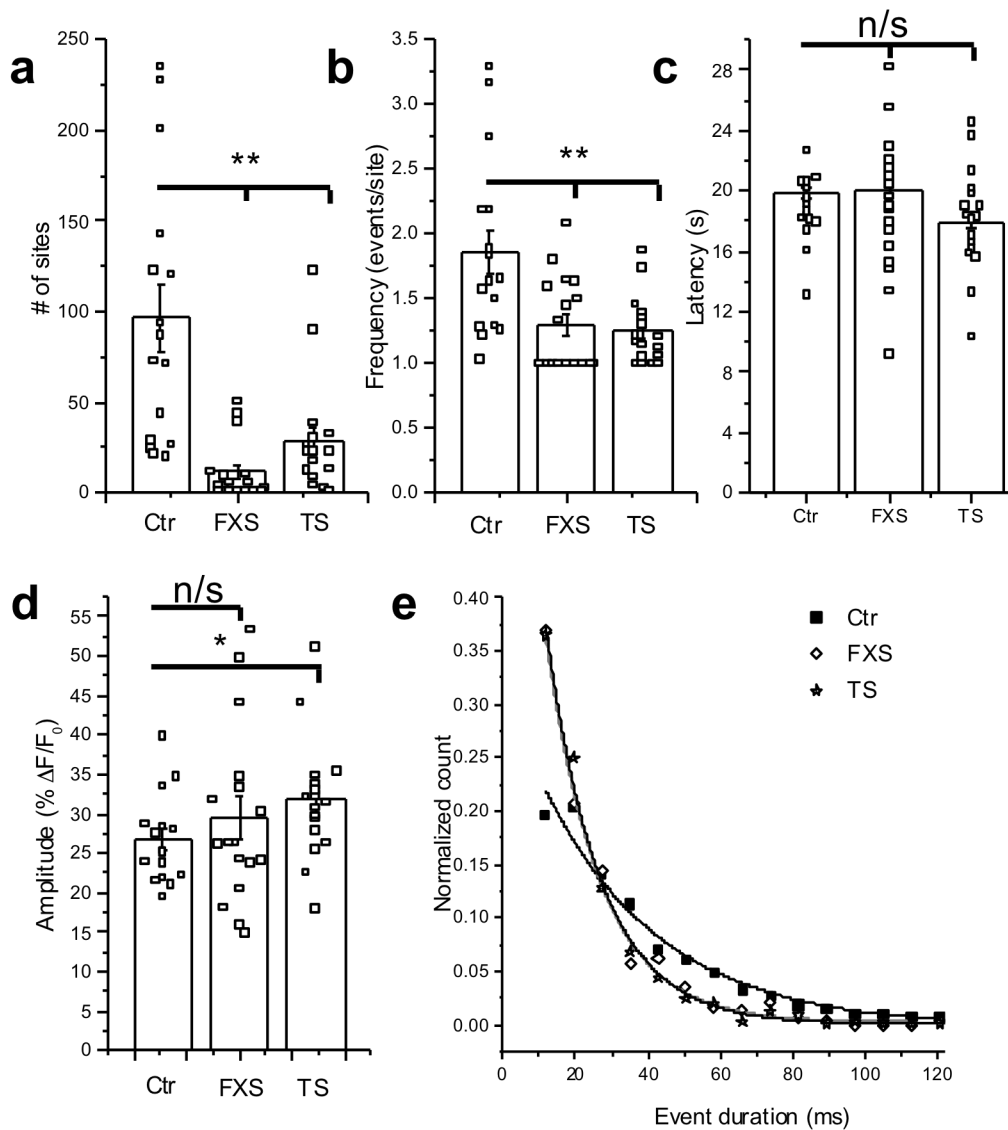 a
# of sites
250
200
150
100
50
0
**
Ctr FXS TS
b
Frequency (events/site)
3.5
3.0
2.5
2.0
1.5
1.0
0.5
0.0
**
Ctr FXS TS
c
Latency (s)
28
24
20
16
12
8
4
0
n/s
Ctr FXS TS
d
Amplitude (% ΔF/F0)
55
50
45
40
35
30
25
20
15
10
5
0
n/s
*
Ctr FXS TS
e
Normalized count
0.40
0.35
0.30
0.25
0.20
0.15
0.10
0.05
0.00
Ctr
FXS
TS
0 20 40 60 80 100 120
Event duration (ms)